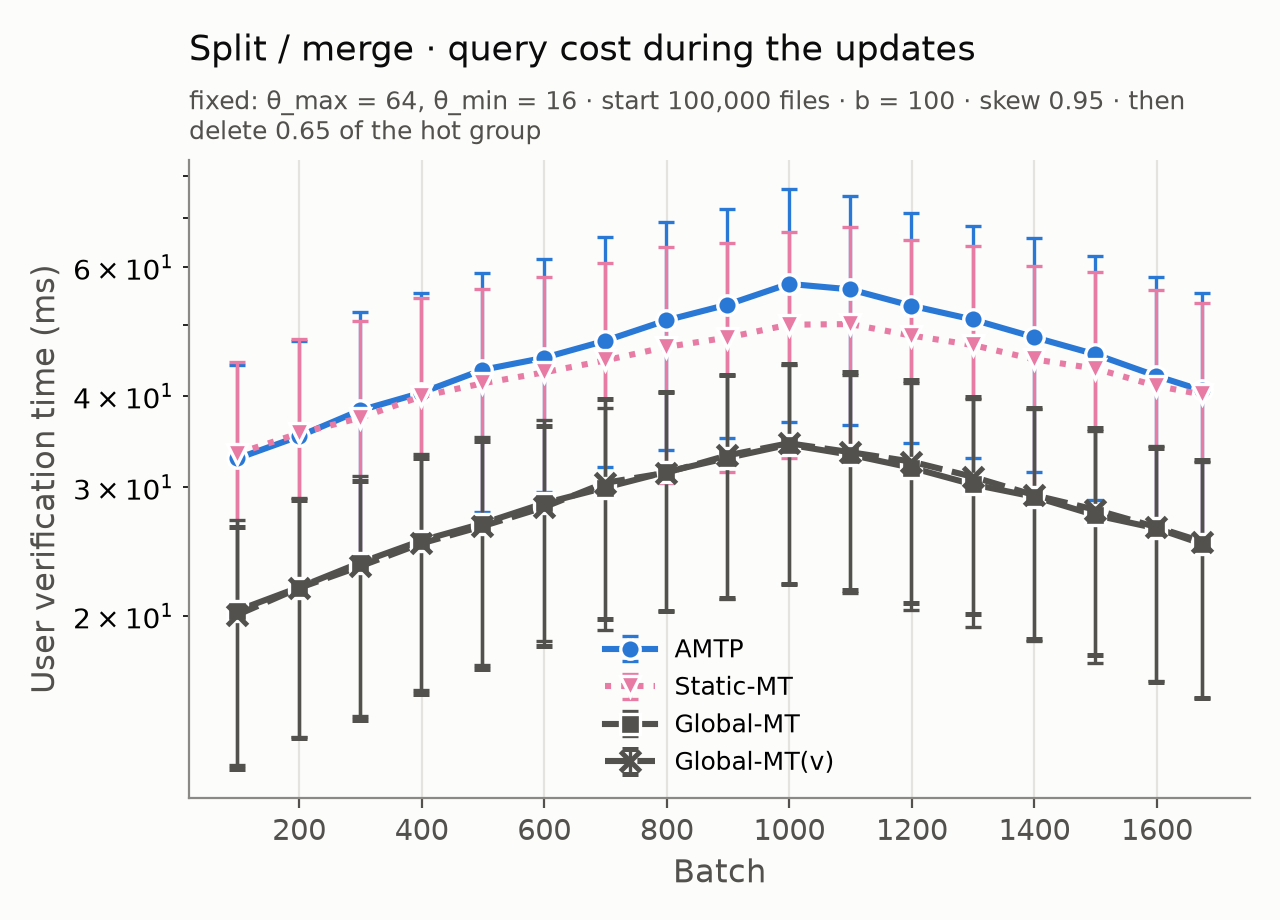 Split / merge · query cost during the updates
fixed: θ_max = 64, θ_min = 16 · start 100,000 files · b = 100 · skew 0.95 · then
delete 0.65 of the hot group
User verification time (ms)
6 × 10¹
4 × 10¹
3 × 10¹
2 × 10¹
AMTP
Static-MT
Global-MT
Global-MT(v)
200 400 600 800 1000 1200 1400 1600
Batch